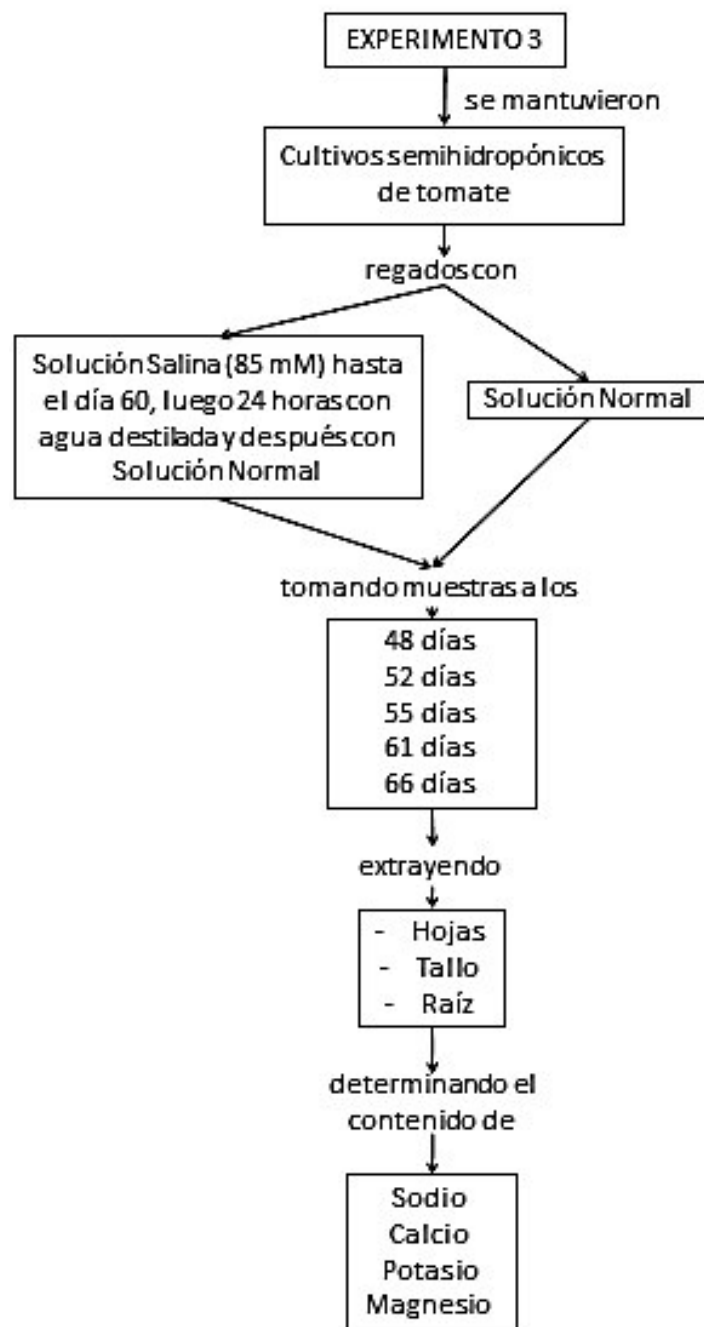 EXPERIMENTO 3
se mantuvieron
Cultivos semihidropónicos
de tomate
regados con
Solución Salina (85 mM) hasta
el día 60, luego 24 horas con
agua destilada y después con
Solución Normal
Solución Normal
tomando muestras a los
48 días
52 días
55 días
61 días
66 días
extrayendo
- Hojas
- Tallo
- Raíz
determinando el
contenido de
Sodio
Calcio
Potasio
Magnesio